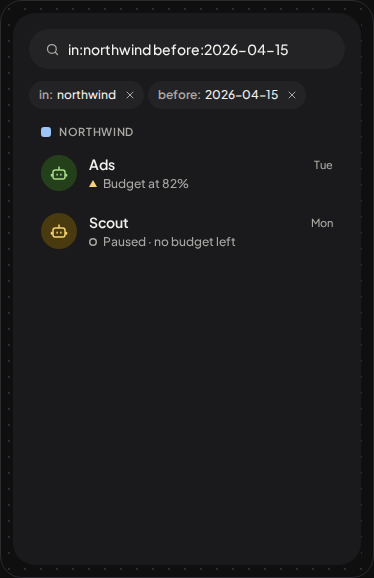 in:northwind before:2026-04-15
in: northwind
before: 2026-04-15
NORTHWIND
Ads
Tue
Budget at 82%
Scout
Mon
Paused · no budget left